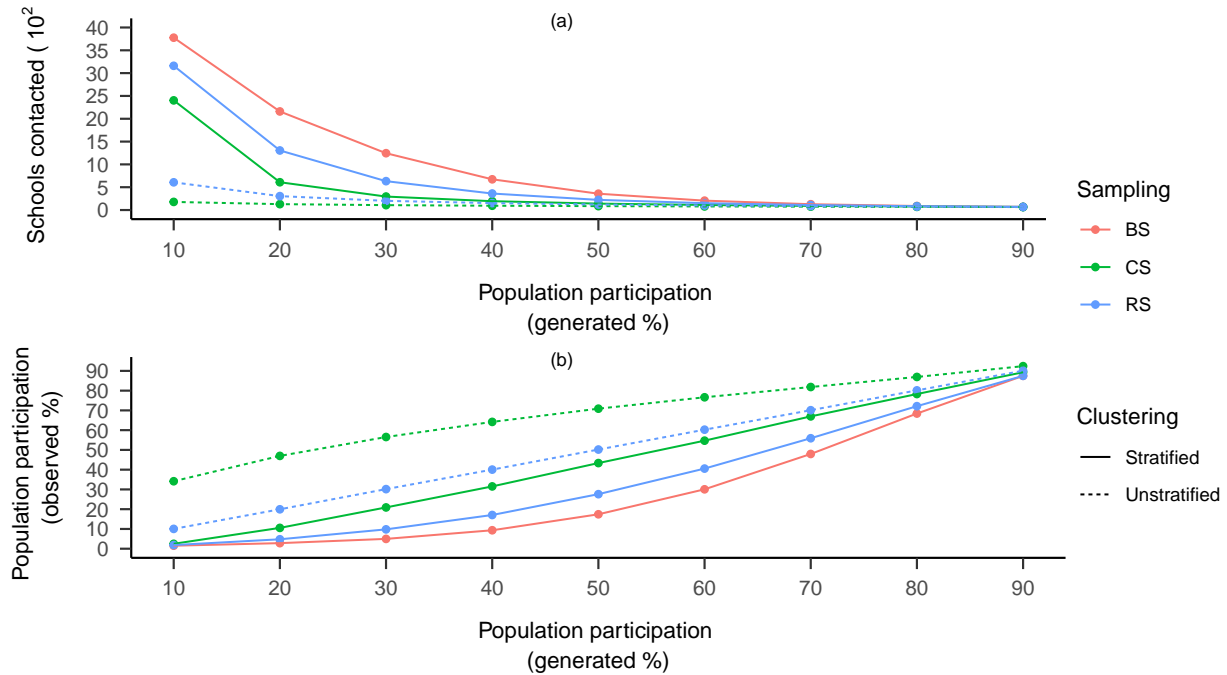 (a)
Schools contacted ( 10²
40
35
30
25
20
15
10
5
0
10 20 30 40 50 60 70 80 90
Population participation
(generated %)
(b)
Population participation
(observed %)
90
80
70
60
50
40
30
20
10
0
10 20 30 40 50 60 70 80 90
Population participation
(generated %)
Sampling
BS
CS
RS
Clustering
Stratified
Unstratified